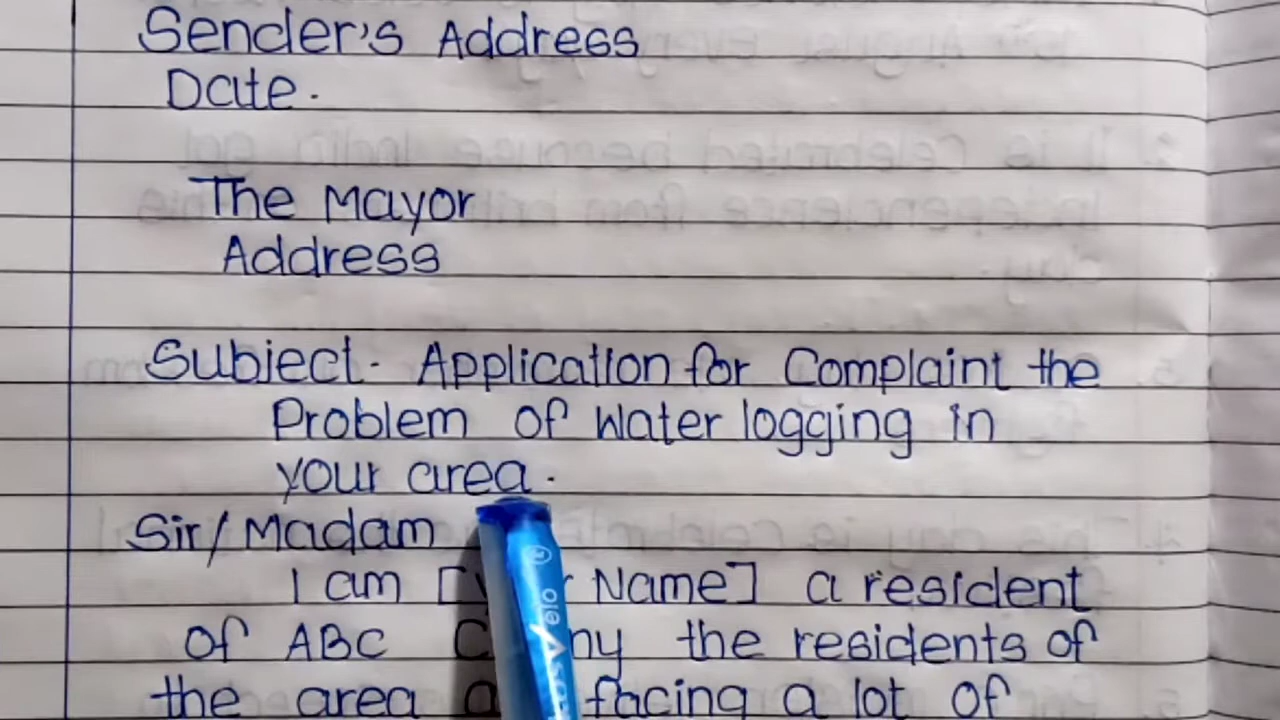 Sender's Address
Date.
The Mayor
Address
Subject. Application for Complaint the
Problem of Water logging in
your area.
Sir/Madam
I am [ Name] a resident
of ABC the residents of
the area facing a lot of